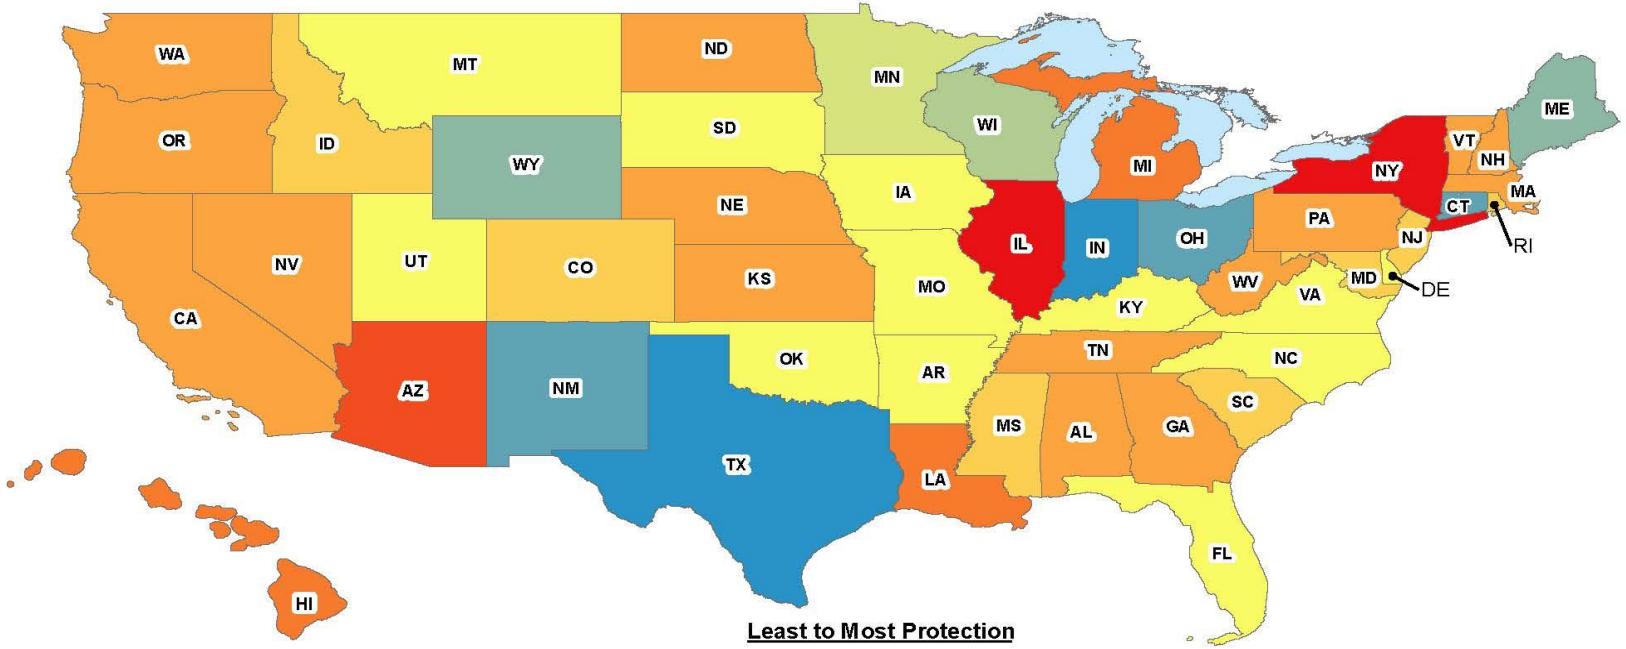 WA
MT
ND
MN
SD
WI
ME
OR
ID
WY
MI
VT
NH
NY
MA
IA
NE
CT
RI
PA
NJ
NV
UT
CO
KS
MO
IL
IN
OH
WV
MD
DE
VA
KY
CA
AZ
NM
OK
AR
TN
NC
SC
MS
AL
GA
TX
LA
FL
HI
Least to Most Protection